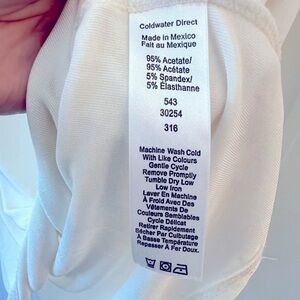 Coldwater Direct
Made in Mexico
Fait au Mexique
95% Acetate/
95% Acétate
5% Spandex/
5% Élasthanne
543
30254
316
Machine Wash Cold
With Like Colours
Gentle Cycle
Remove Promptly
Tumble Dry Low
Low Iron
Laver En Machine
À Froid Avec Des
Vêtements De
Couleurs Semblables
Cycle Délicat
Retirer Rapidement
Sécher Par Culbutage
À Basse Température
Repasser À Fer Doux.